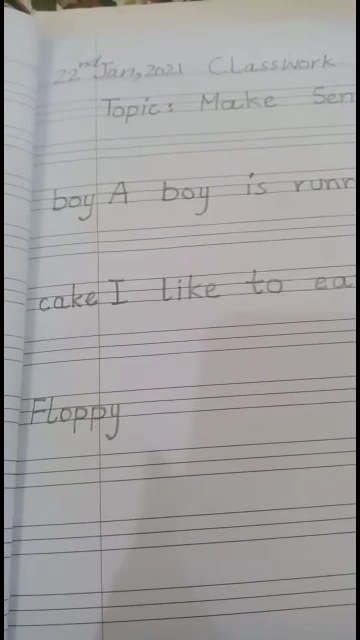 22nd Jan, 2021 Classwork
Topic: Make Sen
boy A boy is runn
cake I like to ea
Floppy